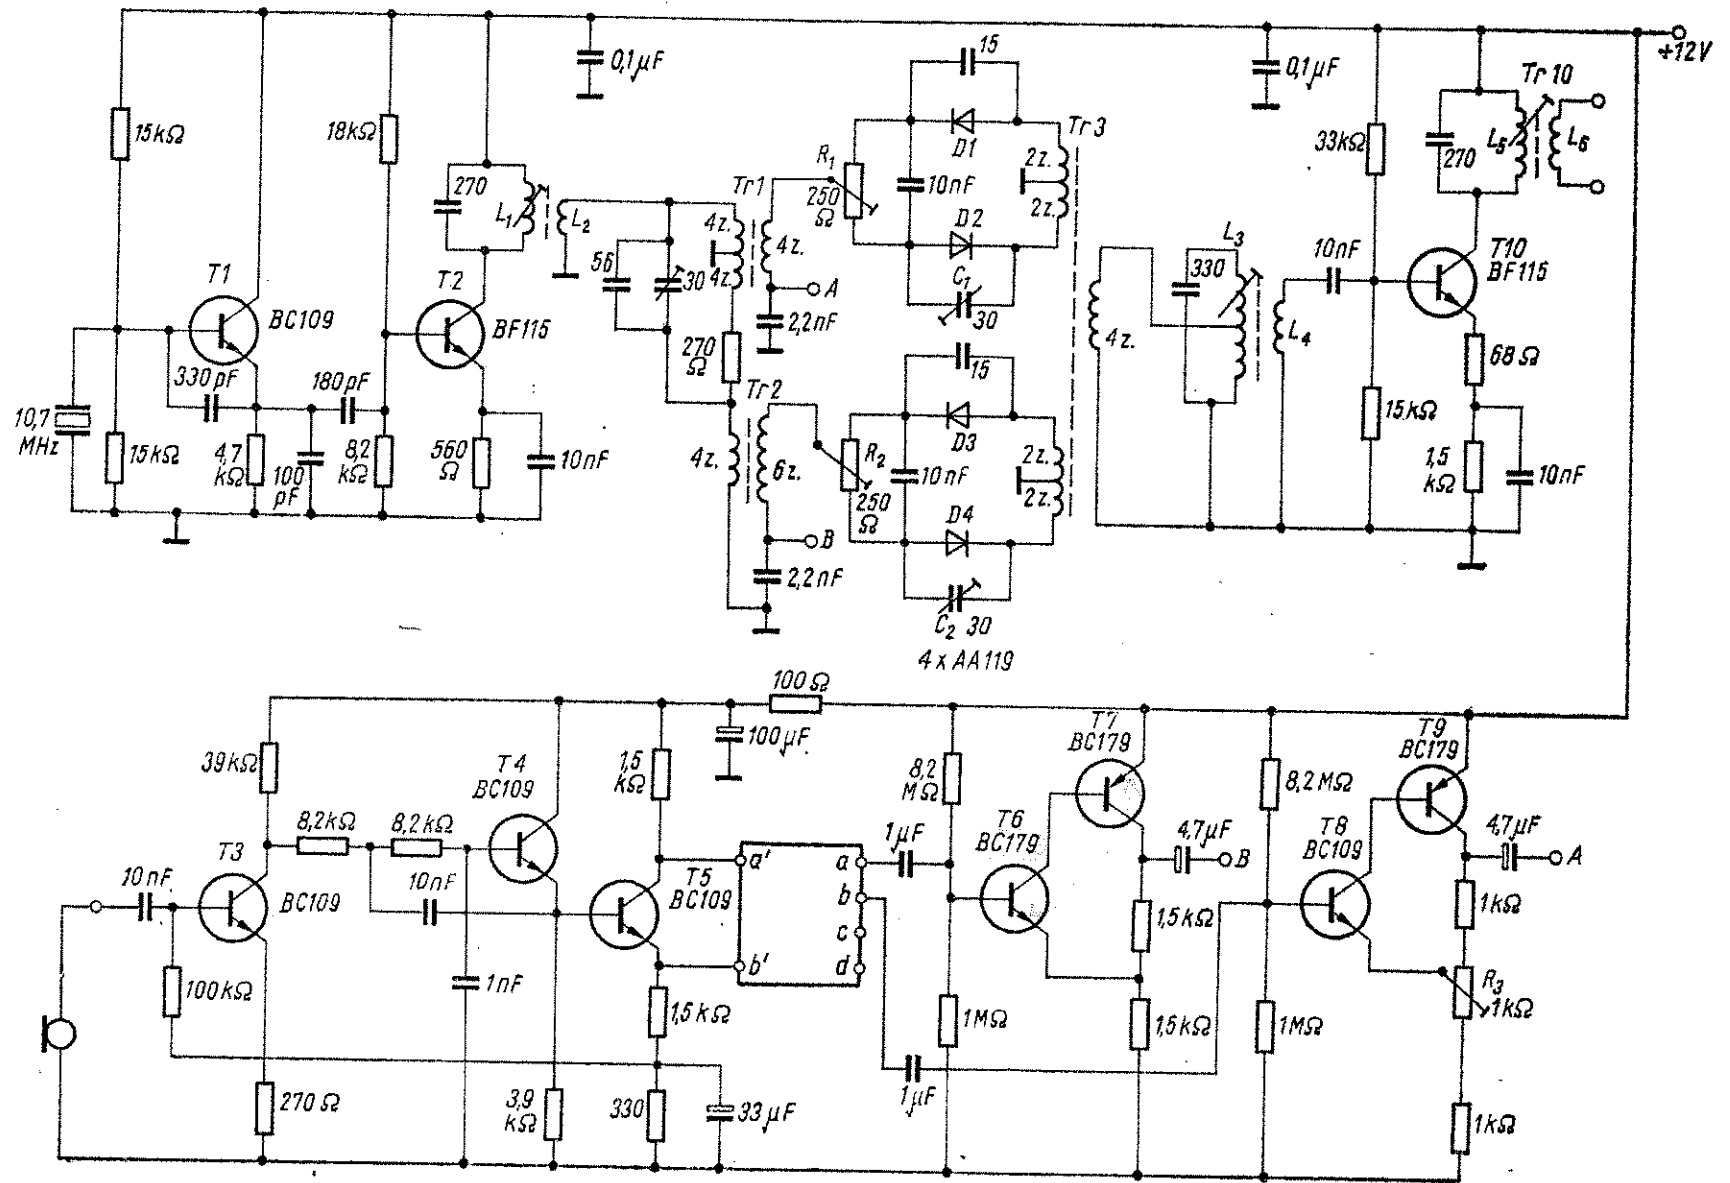 +12V
0,1μF
15
0,1μF
Tr 10
15kΩ
18kΩ
Tr3
33kΩ
270
L5
L6
R1
250
Ω
D1
10nF
2z.
2z.
270
L1
L2
Tr1
4z.
4z.
4z.
D2
L3
T10
BF115
10nF
T1
BC109
T2
BF115
56
30
A
C1
30
330
L4
2,2nF
270
Ω
4z.
68Ω
330pF
180pF
Tr2
15
15kΩ
10,7
MHz
15kΩ
4,7
kΩ
100
pF
8,2
kΩ
560
Ω
10nF
4z.
6z.
R2
250
Ω
D3
10nF
2z.
2z.
1,5
kΩ
10nF
D4
B
2,2nF
C2 30
4 x AA119
100Ω
39kΩ
T4
BC109
1,5
kΩ
100μF
8,2
MΩ
T7
BC179
T9
BC179
8,2MΩ
8,2kΩ
8,2kΩ
T3
BC109
10nF
10nF
T5
BC109
a'
b'
a
b
c
d
1μF
T6
BC179
4,7μF
B
T8
BC109
4,7μF
A
1,5kΩ
1kΩ
100kΩ
1nF
1,5kΩ
1MΩ
1,5kΩ
1MΩ
R3
1kΩ
270Ω
3,9
kΩ
330
33μF
1μF
1kΩ